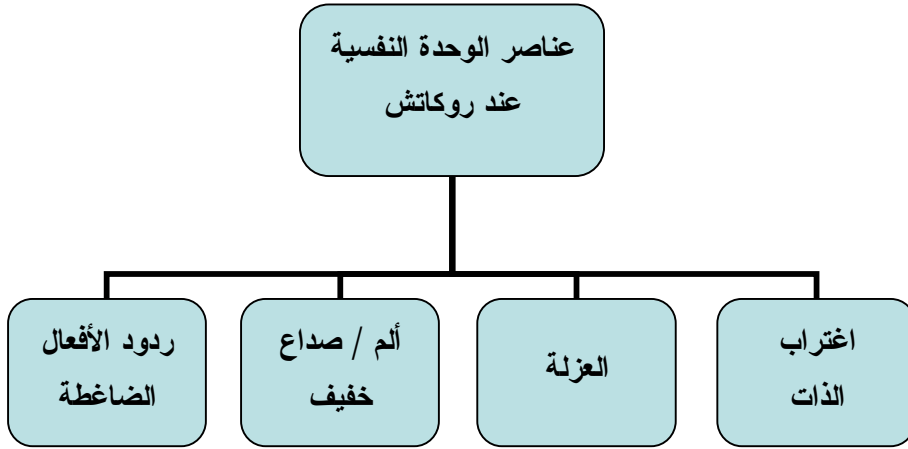 عناصر الوحدة النفسية
عند روكاتش
اغتراب
الذات
العزلة
ألم / صداع
خفيف
ردود الأفعال
الضاغطة